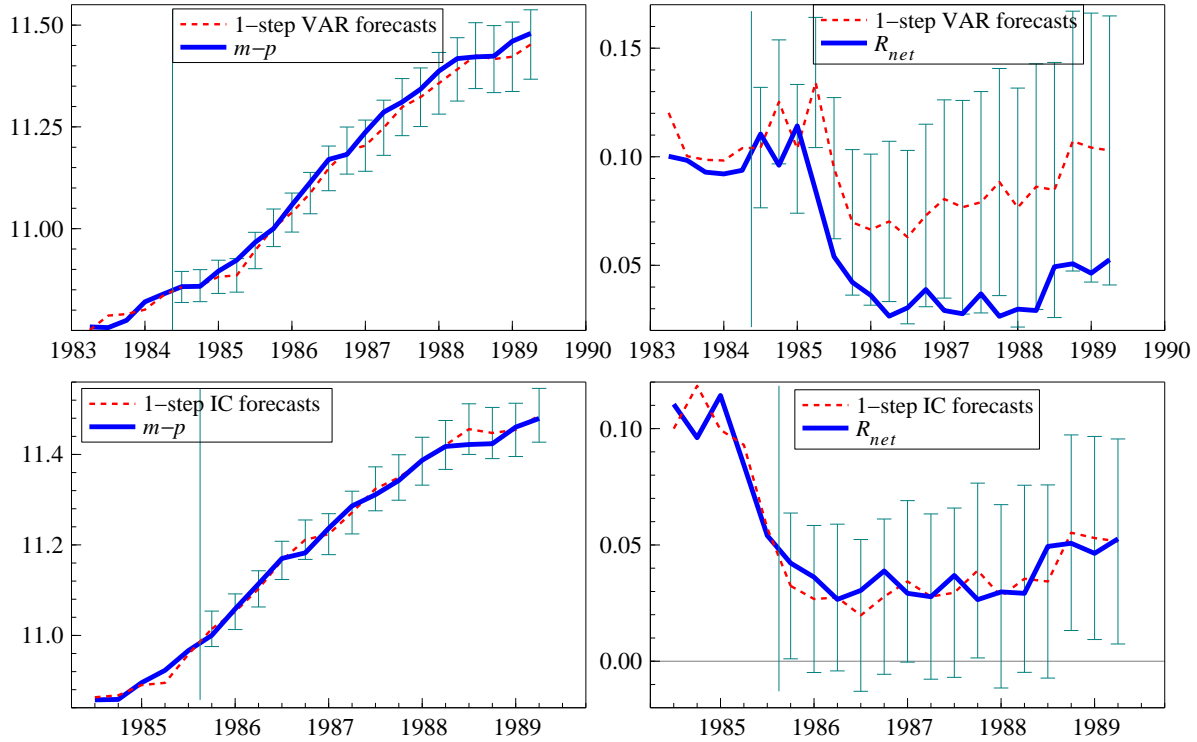 1−step VAR forecasts
m−p
11.50
11.25
11.00
1983 1984 1985 1986 1987 1988 1989 1990
1−step VAR forecasts
R_net
0.15
0.10
0.05
1983 1984 1985 1986 1987 1988 1989 1990
1−step IC forecasts
m−p
11.4
11.2
11.0
1985 1986 1987 1988 1989
1−step IC forecasts
R_net
0.10
0.05
0.00
1985 1986 1987 1988 1989